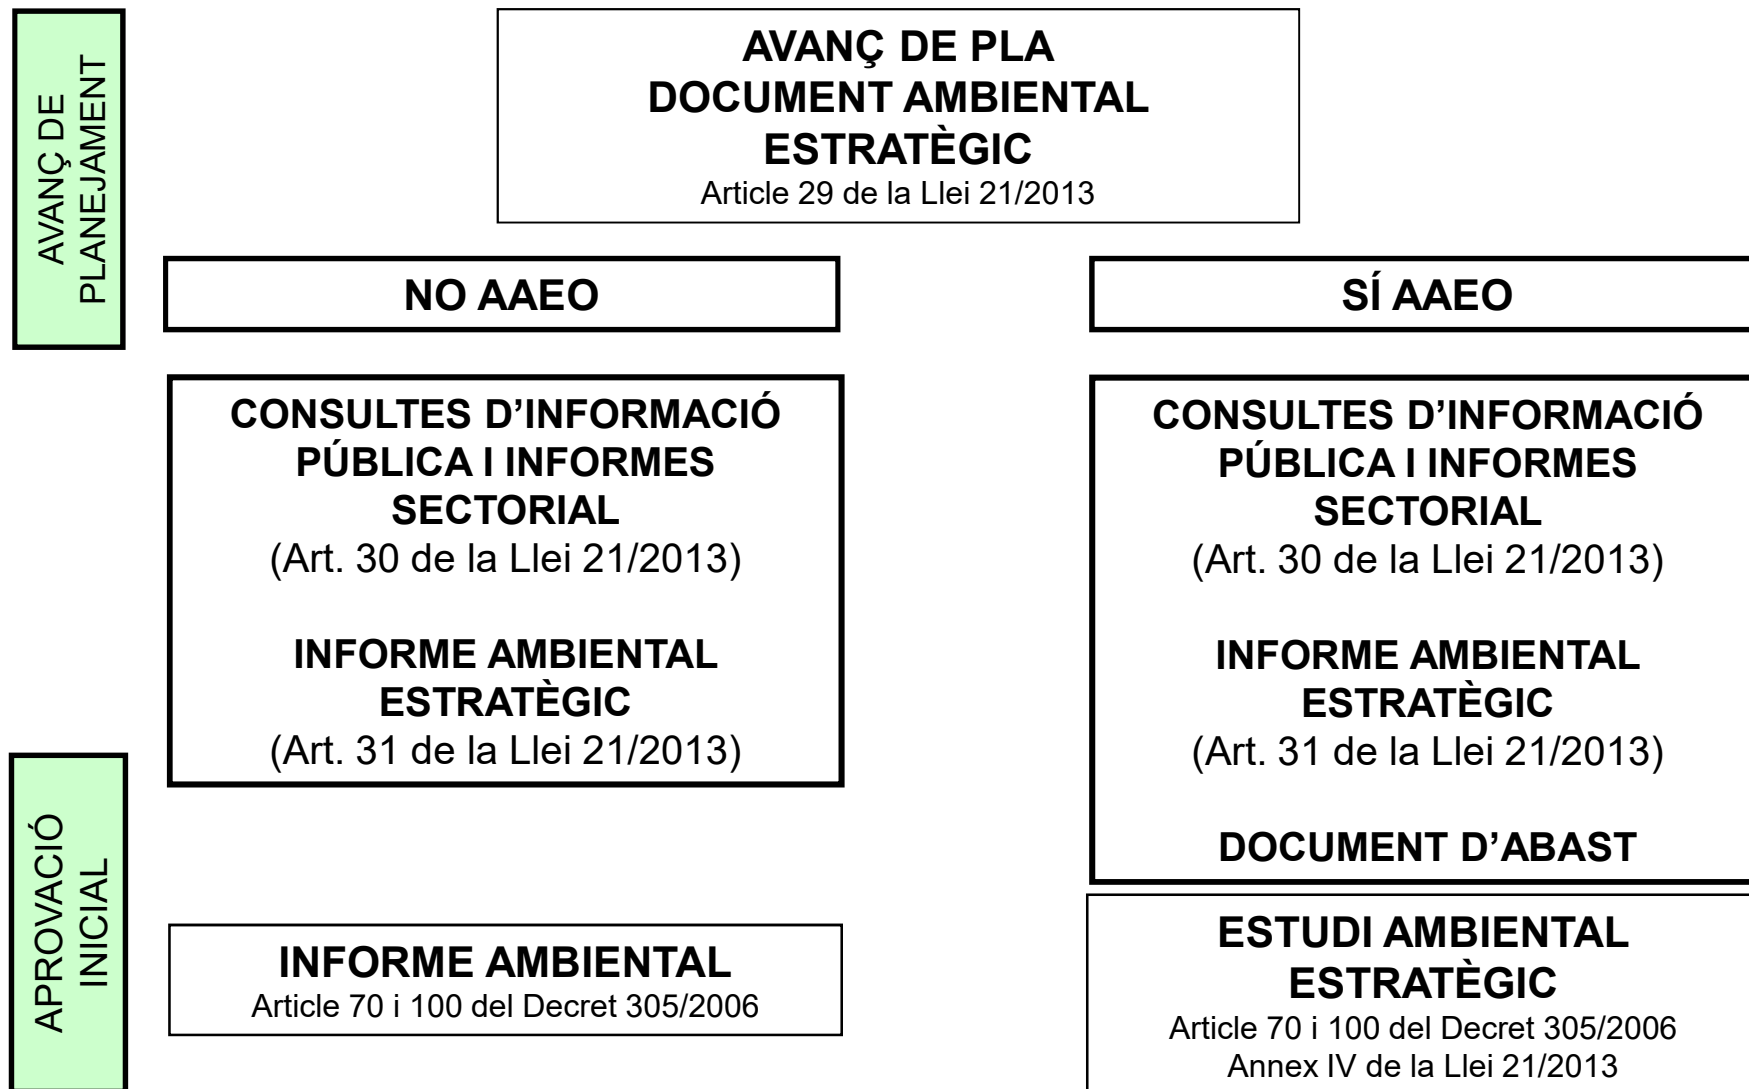 AVANÇ DE
PLANEJAMENT
AVANÇ DE PLA
DOCUMENT AMBIENTAL
ESTRATÈGIC
Article 29 de la Llei 21/2013
NO AAEO
SÍ AAEO
CONSULTES D’INFORMACIÓ
PÚBLICA I INFORMES
SECTORIAL
(Art. 30 de la Llei 21/2013)
INFORME AMBIENTAL
ESTRATÈGIC
(Art. 31 de la Llei 21/2013)
CONSULTES D’INFORMACIÓ
PÚBLICA I INFORMES
SECTORIAL
(Art. 30 de la Llei 21/2013)
INFORME AMBIENTAL
ESTRATÈGIC
(Art. 31 de la Llei 21/2013)
DOCUMENT D’ABAST
APROVACIÓ
INICIAL
INFORME AMBIENTAL
Article 70 i 100 del Decret 305/2006
ESTUDI AMBIENTAL
ESTRATÈGIC
Article 70 i 100 del Decret 305/2006
Annex IV de la Llei 21/2013